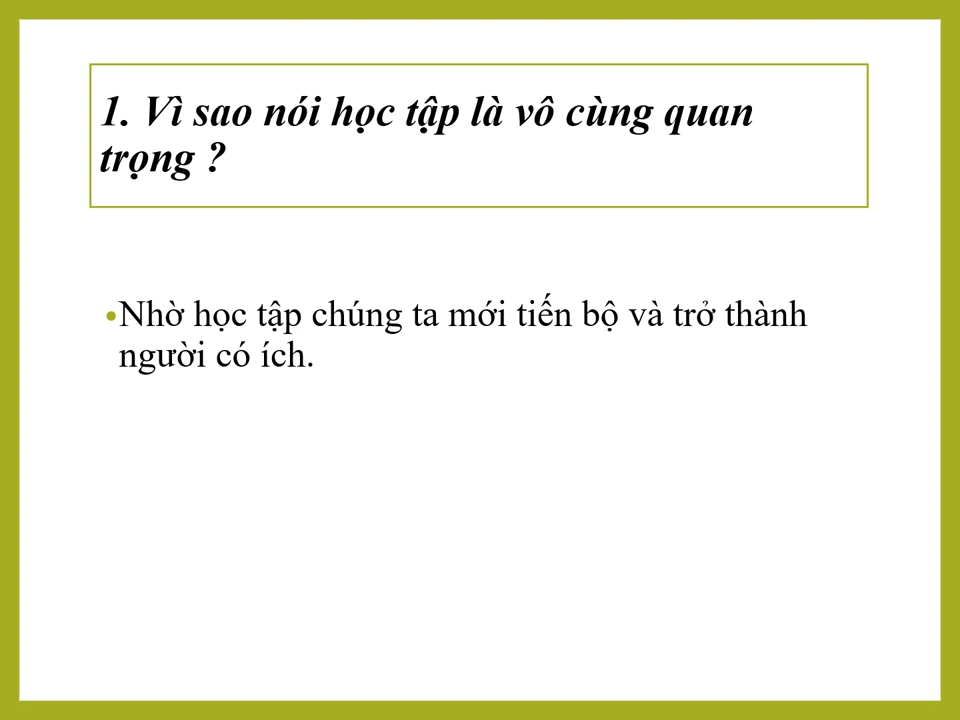 1. Vì sao nói học tập là vô cùng quan
trọng ?
•Nhờ học tập chúng ta mới tiến bộ và trở thành
người có ích.